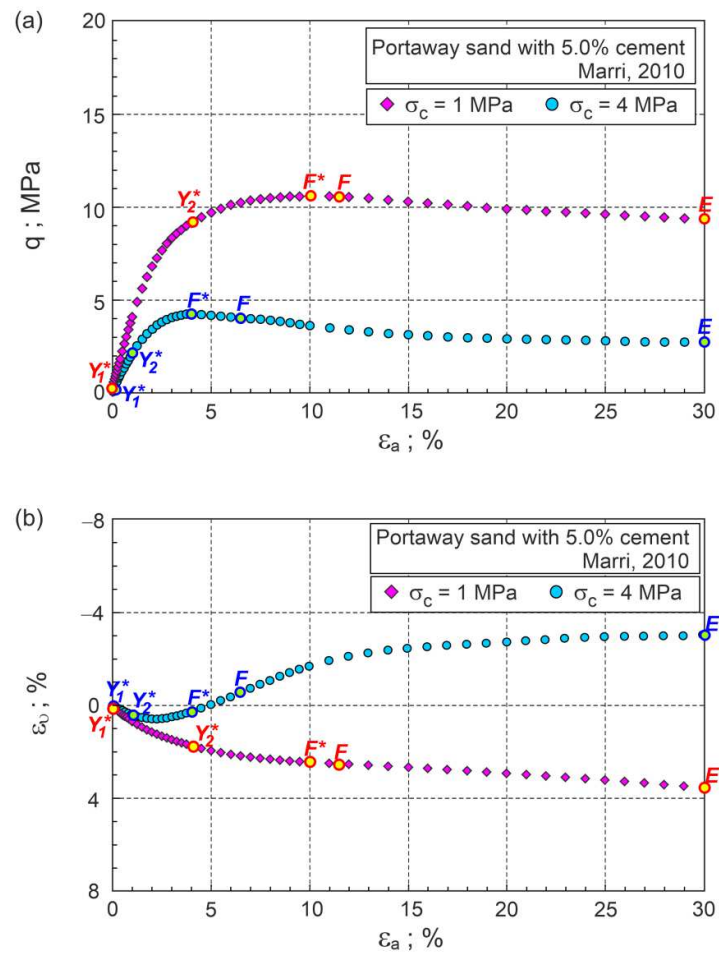 (a)
20
15
10
5
0
q ; MPa
Portaway sand with 5.0% cement
Marri, 2010
σc = 1 MPa σc = 4 MPa
Y2* F* F E
F* F E
Y1* Y2*
Y1*
0 5 10 15 20 25 30
εa ; %
(b)
–8
–4
0
4
8
ευ ; %
Portaway sand with 5.0% cement
Marri, 2010
σc = 1 MPa σc = 4 MPa
E
Y1* Y2* F* F
Y1* Y2* F* F
E
0 5 10 15 20 25 30
εa ; %